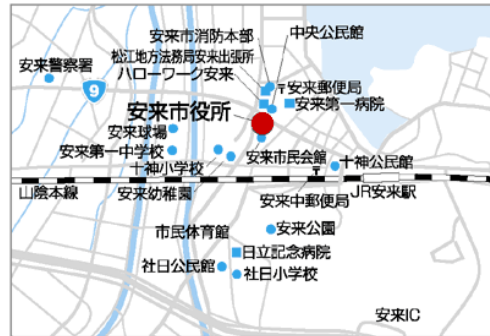 安来市消防本部
中央公民館
松江地方法務局安来出張所
ハローワーク安来
安来警察署
〒安来郵便局
9
安来第一病院
安来市役所
安来球場
安来第一中学校
安来市民会館
十神公民館
十神小学校
〒
山陰本線
安来幼稚園
JR安来駅
安来中郵便局
市民体育館
安来公園
日立記念病院
社日公民館
社日小学校
安来IC